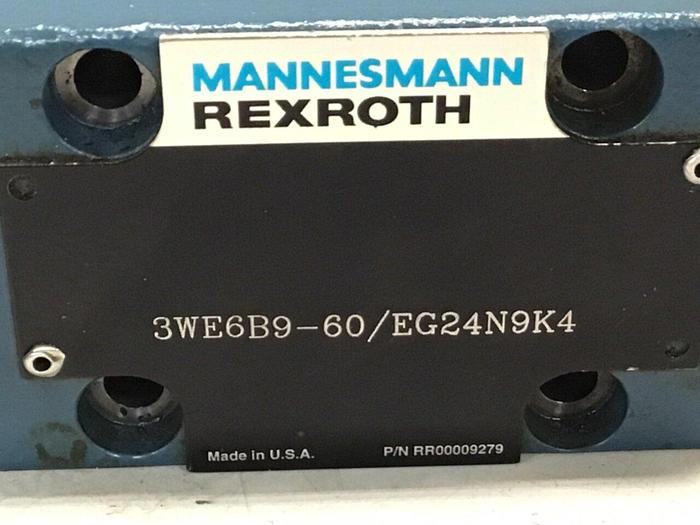 MANNESMANN
REXROTH
3WE6B9-60/EG24N9K4
Made in U.S.A. P/N RR00009279